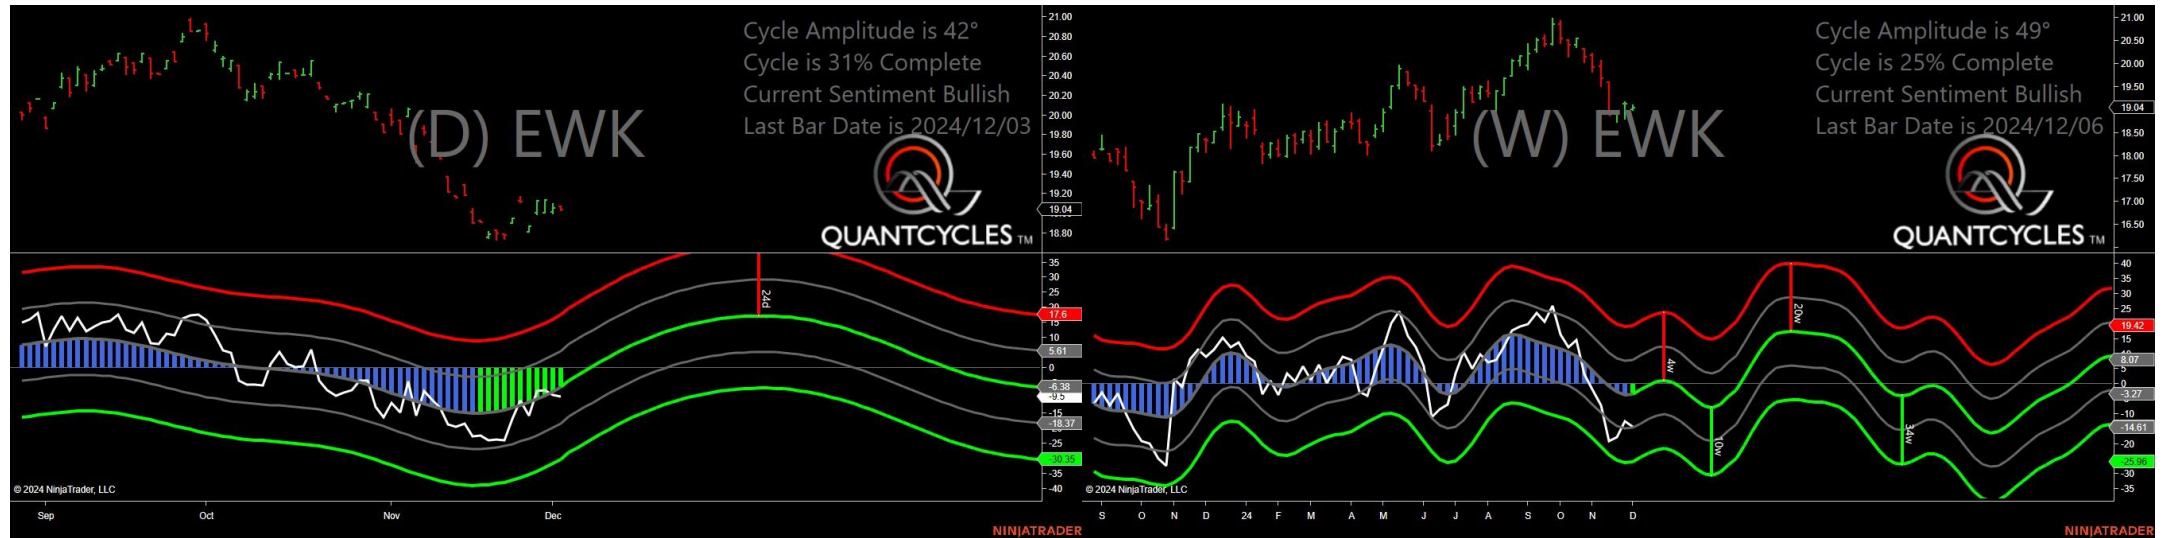 Cycle Amplitude is 42°
Cycle is 31% Complete
Current Sentiment Bullish
Last Bar Date is 2024/12/03
(D) EWK
QUANTCYCLES TM
21.00
20.80
20.60
20.40
20.20
20.00
19.80
19.60
19.40
19.20
19.04
18.80
24d
35
30
25
17.6
15
10
5.61
0
-6.38
-9.5
-15
-18.37
-25
-30.35
-35
-40
© 2024 NinjaTrader, LLC
Sep Oct Nov Dec
NINJATRADER
Cycle Amplitude is 49°
Cycle is 25% Complete
Current Sentiment Bullish
Last Bar Date is 2024/12/06
(W) EWK
QUANTCYCLES TM
21.00
20.50
20.00
19.50
19.04
18.50
18.00
17.50
17.00
16.50
4w
10w
20w
34w
40
35
30
25
19.42
15
8.07
5
0
-3.27
-10
-14.61
-20
-25.96
-30
-35
© 2024 NinjaTrader, LLC
S O N D 24 F M A M J J A S O N D
NINJATRADER